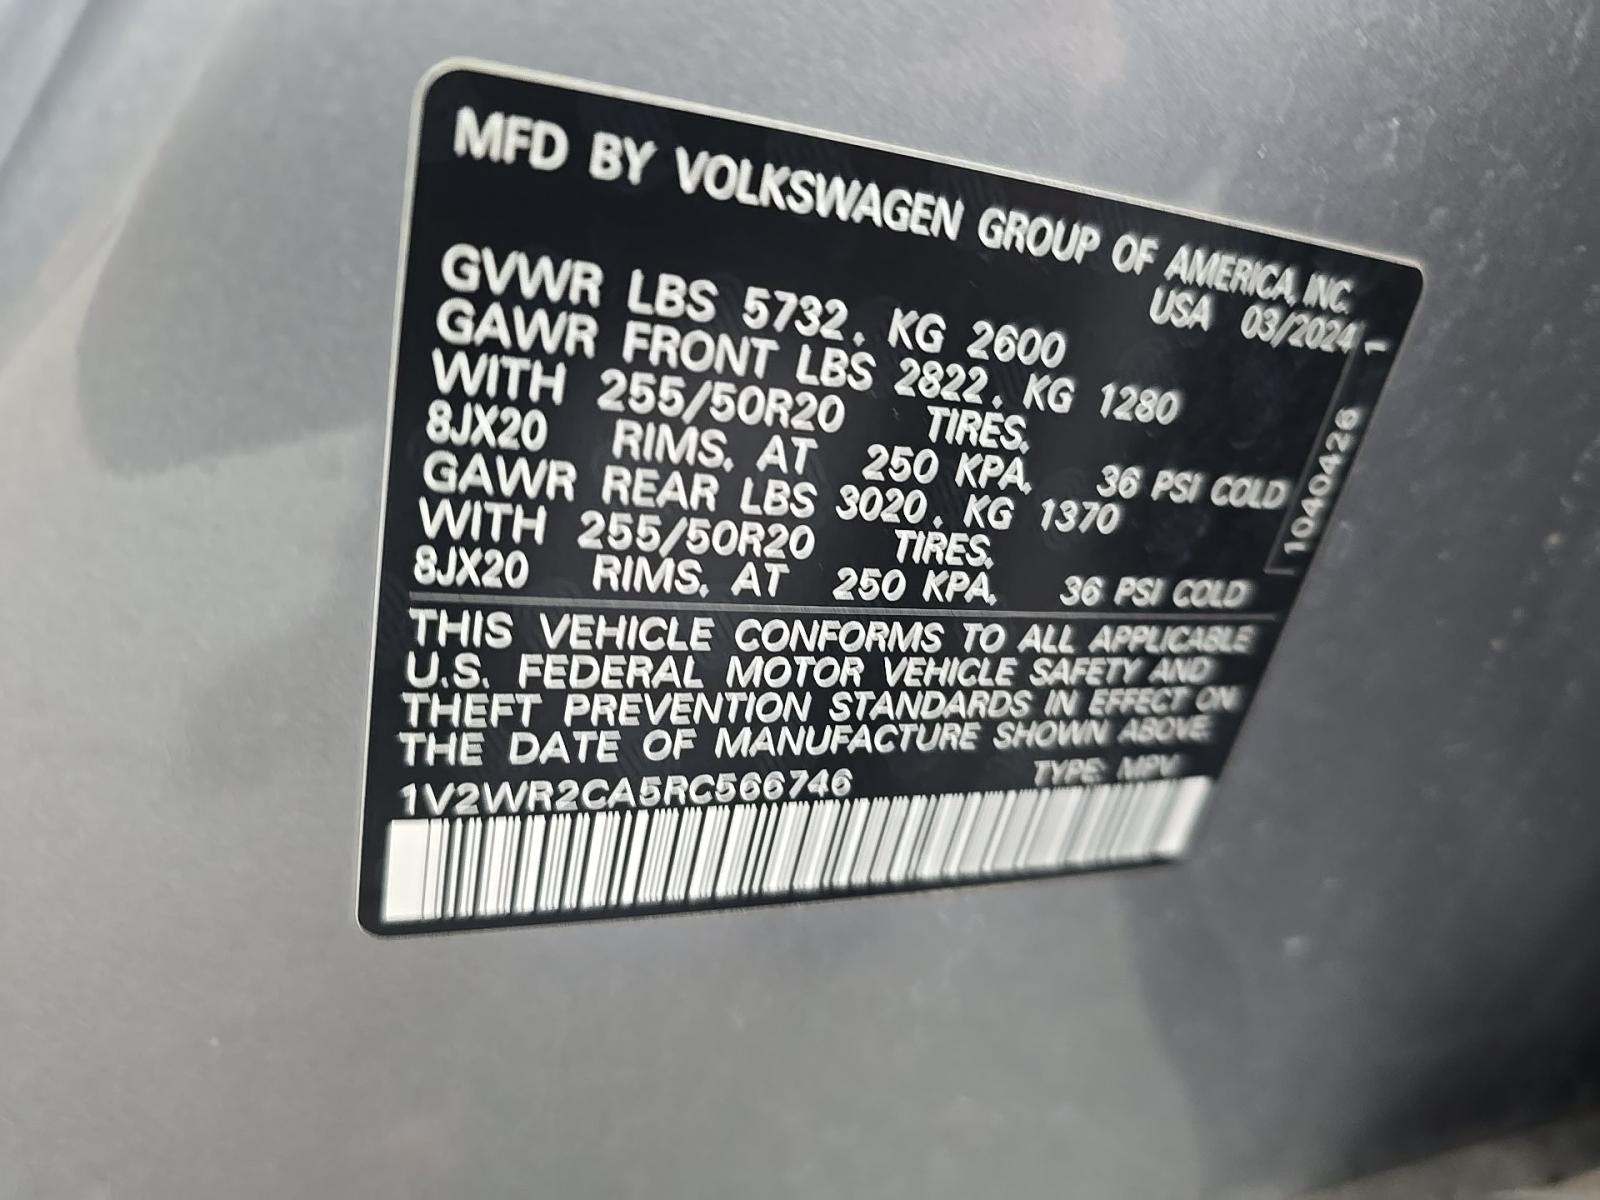 MFD BY VOLKSWAGEN GROUP OF AMERICA, INC.
USA 03/2024
GVWR LBS 5732. KG 2600
GAWR FRONT LBS 2822. KG 1280
WITH 255/50R20 TIRES.
8JX20 RIMS. AT 250 KPA. 36 PSI COLD
GAWR REAR LBS 3020. KG 1370
WITH 255/50R20 TIRES.
8JX20 RIMS. AT 250 KPA. 36 PSI COLD
1040426 1
THIS VEHICLE CONFORMS TO ALL APPLICABLE
U.S. FEDERAL MOTOR VEHICLE SAFETY AND
THEFT PREVENTION STANDARDS IN EFFECT ON
THE DATE OF MANUFACTURE SHOWN ABOVE
1V2WR2CA5RC566746 TYPE: MPV